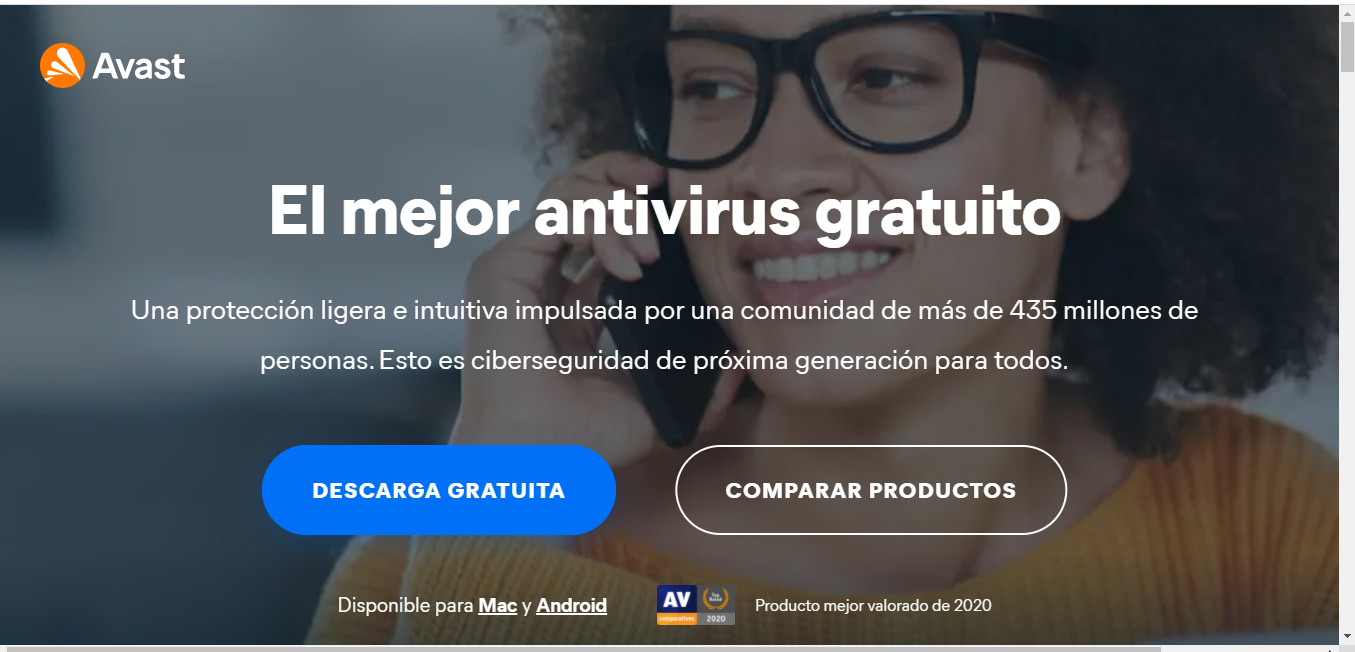 Avast
El mejor antivirus gratuito
Una protección ligera e intuitiva impulsada por una comunidad de más de 435 millones de
personas. Esto es ciberseguridad de próxima generación para todos.
DESCARGA GRATUITA
COMPARAR PRODUCTOS
Disponible para Mac y Android
AV
comparatives
Top
Rated
2020
Producto mejor valorado de 2020